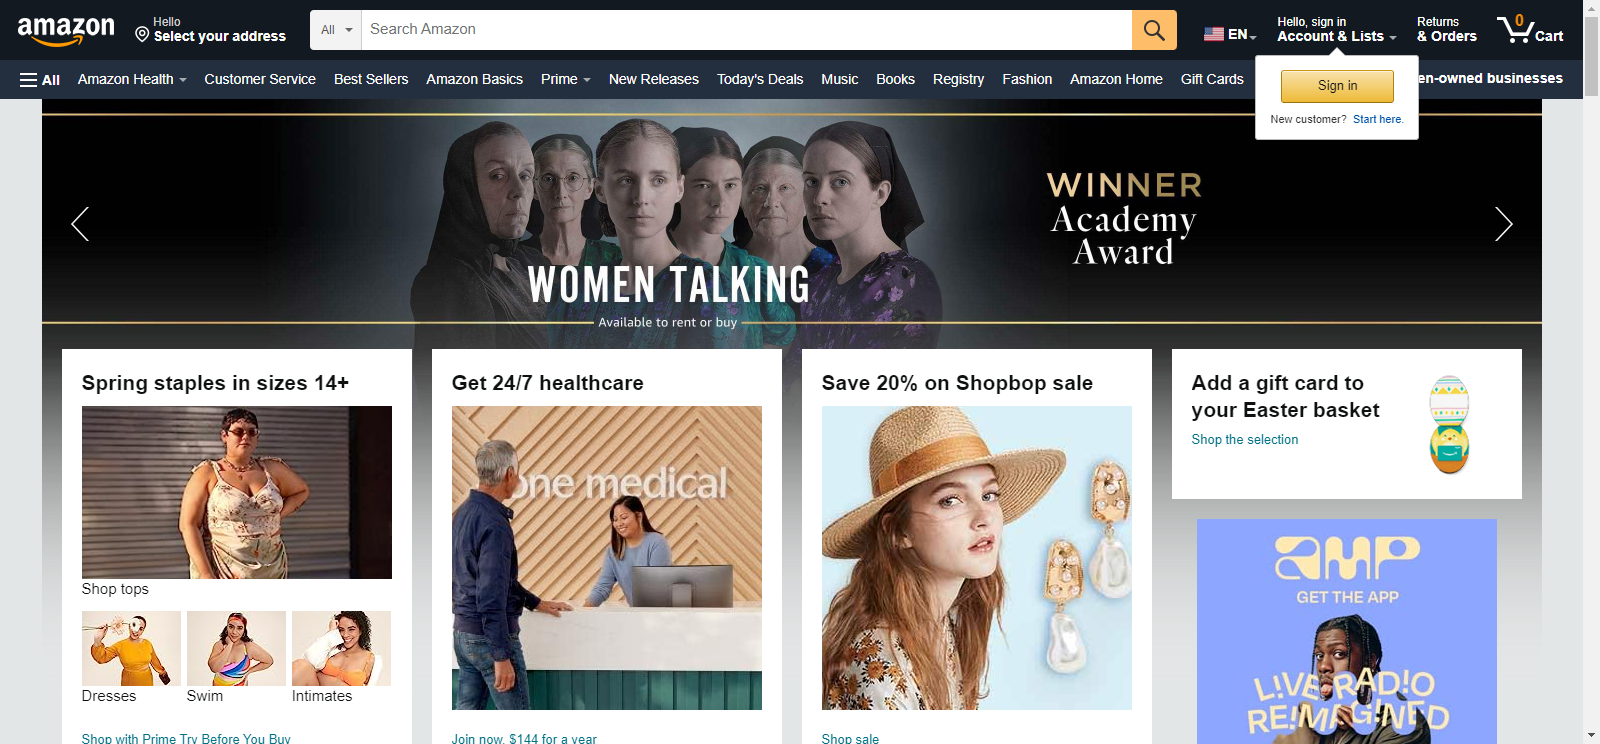 amazon
Hello
Select your address
All
Search Amazon
EN
Hello, sign in
Account & Lists
Returns
& Orders
0
Cart
All
Amazon Health
Customer Service
Best Sellers
Amazon Basics
Prime
New Releases
Today's Deals
Music
Books
Registry
Fashion
Amazon Home
Gift Cards
en-owned businesses
Sign in
New customer? Start here.
WINNER
Academy
Award
WOMEN TALKING
Available to rent or buy
Spring staples in sizes 14+
Shop tops
Dresses
Swim
Intimates
Shop with Prime Try Before You Buy
Get 24/7 healthcare
one medical
Join now, $144 for a year
Save 20% on Shopbop sale
Shop sale
Add a gift card to
your Easter basket
Shop the selection
amp
GET THE APP
L!VE RAD!O
RE!MAG!NED